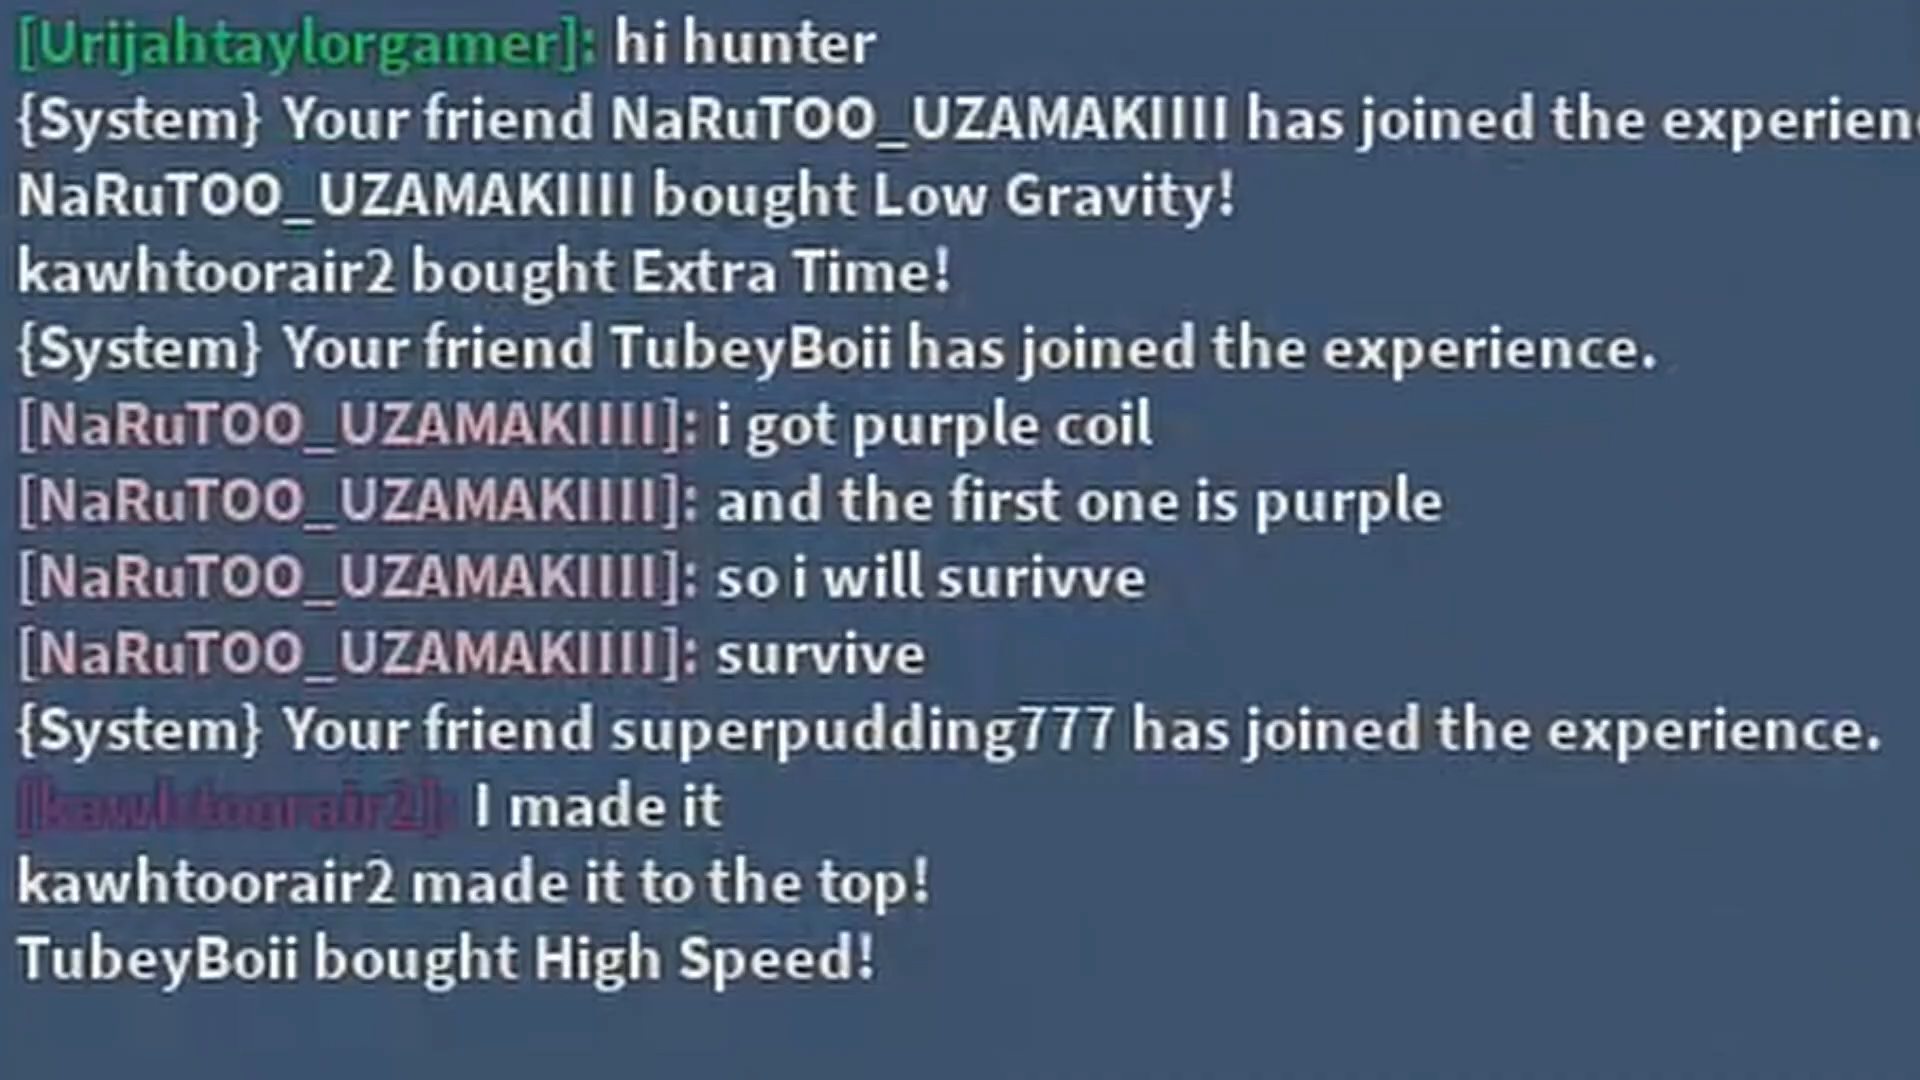 [Urijahtaylorgamer]: hi hunter
{System} Your friend NaRuTOO_UZAMAKIIII has joined the experienc
NaRuTOO_UZAMAKIIII bought Low Gravity!
kawhtoorair2 bought Extra Time!
{System} Your friend TubeyBoii has joined the experience.
[NaRuTOO_UZAMAKIIII]: i got purple coil
[NaRuTOO_UZAMAKIIII]: and the first one is purple
[NaRuTOO_UZAMAKIIII]: so i will surivve
[NaRuTOO_UZAMAKIIII]: survive
{System} Your friend superpudding777 has joined the experience.
[kawhtoorair2]: I made it
kawhtoorair2 made it to the top!
TubeyBoii bought High Speed!